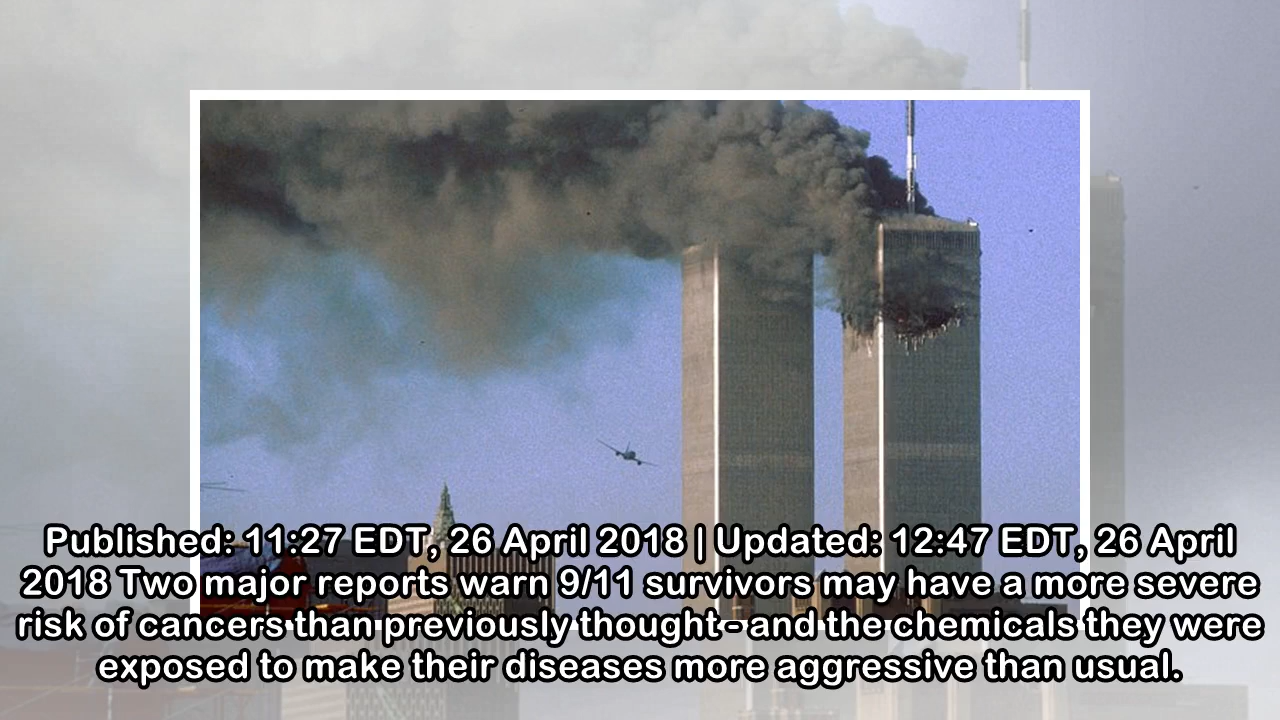 Published: 11:27 EDT, 26 April 2018 | Updated: 12:47 EDT, 26 April
2018 Two major reports warn 9/11 survivors may have a more severe
risk of cancers than previously thought - and the chemicals they were
exposed to make their diseases more aggressive than usual.